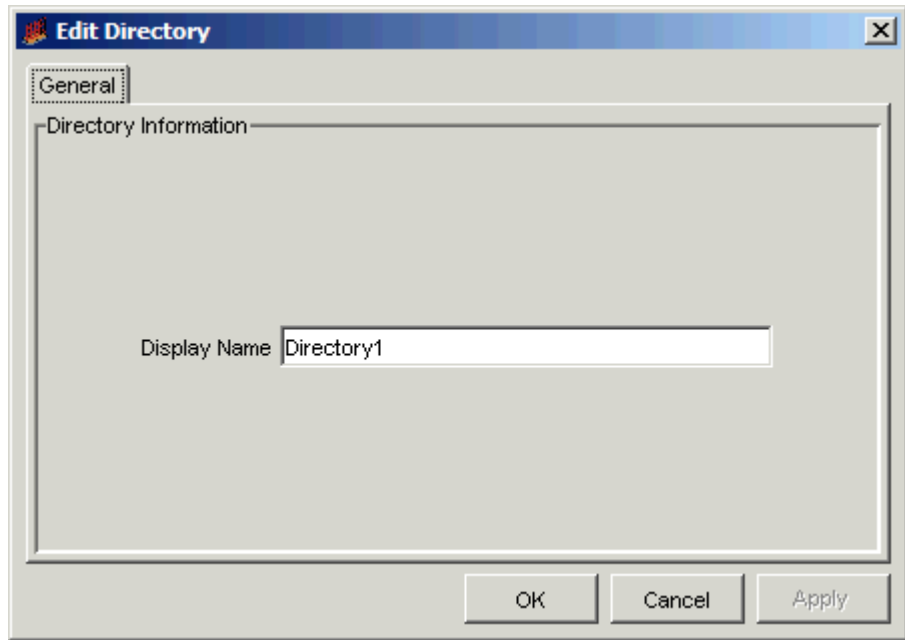 Edit Directory
General
Directory Information
Display Name Directory1
OK Cancel Apply